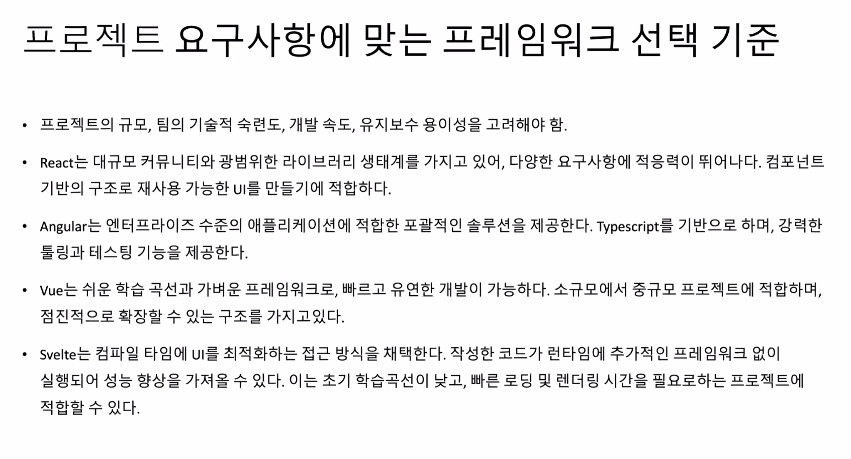 프로젝트 요구사항에 맞는 프레임워크 선택 기준
• 프로젝트의 규모, 팀의 기술적 숙련도, 개발 속도, 유지보수 용이성을 고려해야 함.
• React는 대규모 커뮤니티와 광범위한 라이브러리 생태계를 가지고 있어, 다양한 요구사항에 적응력이 뛰어나다. 컴포넌트
기반의 구조로 재사용 가능한 UI를 만들기에 적합하다.
• Angular는 엔터프라이즈 수준의 애플리케이션에 적합한 포괄적인 솔루션을 제공한다. Typescript를 기반으로 하며, 강력한
툴링과 테스팅 기능을 제공한다.
• Vue는 쉬운 학습 곡선과 가벼운 프레임워크로, 빠르고 유연한 개발이 가능하다. 소규모에서 중규모 프로젝트에 적합하며,
점진적으로 확장할 수 있는 구조를 가지고있다.
• Svelte는 컴파일 타임에 UI를 최적화하는 접근 방식을 채택한다. 작성한 코드가 런타임에 추가적인 프레임워크 없이
실행되어 성능 향상을 가져올 수 있다. 이는 초기 학습곡선이 낮고, 빠른 로딩 및 렌더링 시간을 필요로하는 프로젝트에
적합할 수 있다.